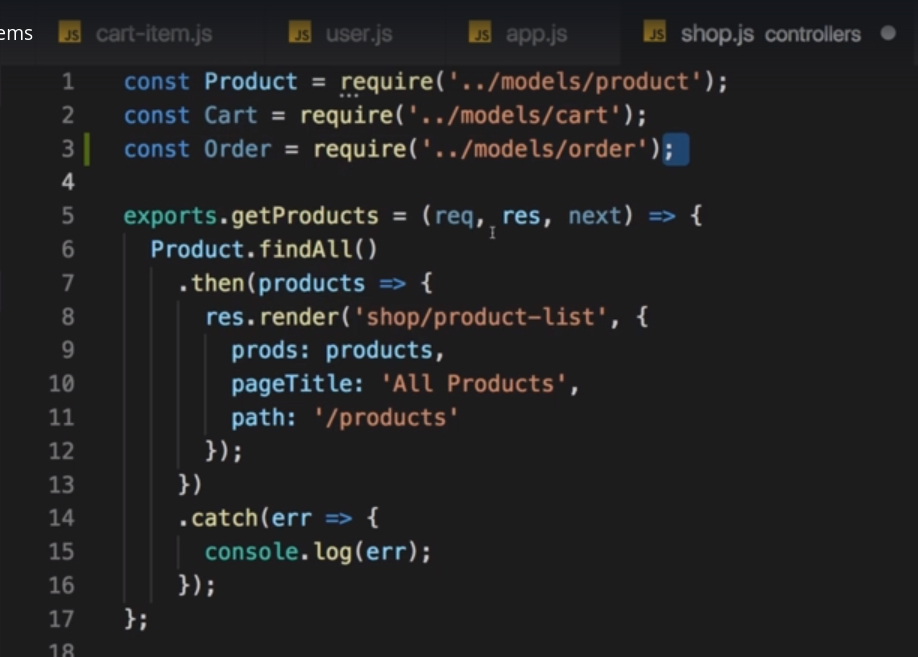 ems JS cart-item.js JS user.js JS app.js JS shop.js controllers
1 const Product = require('../models/product');
2 const Cart = require('../models/cart');
3 const Order = require('../models/order');
4
5 exports.getProducts = (req, res, next) => {
6   Product.findAll()
7     .then(products => {
8       res.render('shop/product-list', {
9         prods: products,
10         pageTitle: 'All Products',
11         path: '/products'
12       });
13     })
14     .catch(err => {
15       console.log(err);
16     });
17 };
18